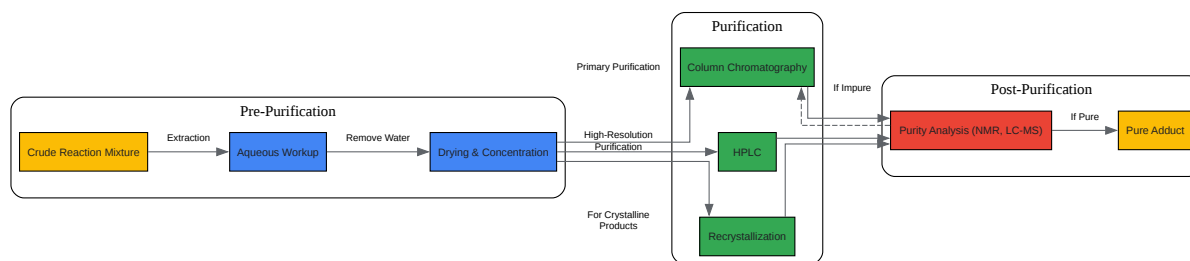 Pre-Purification
Crude Reaction Mixture
Extraction
Aqueous Workup
Remove Water
Drying & Concentration
Primary Purification
High-Resolution
Purification
For Crystalline
Products
Purification
Column Chromatography
HPLC
Recrystallization
If Impure
Post-Purification
Purity Analysis (NMR, LC-MS)
If Pure
Pure Adduct